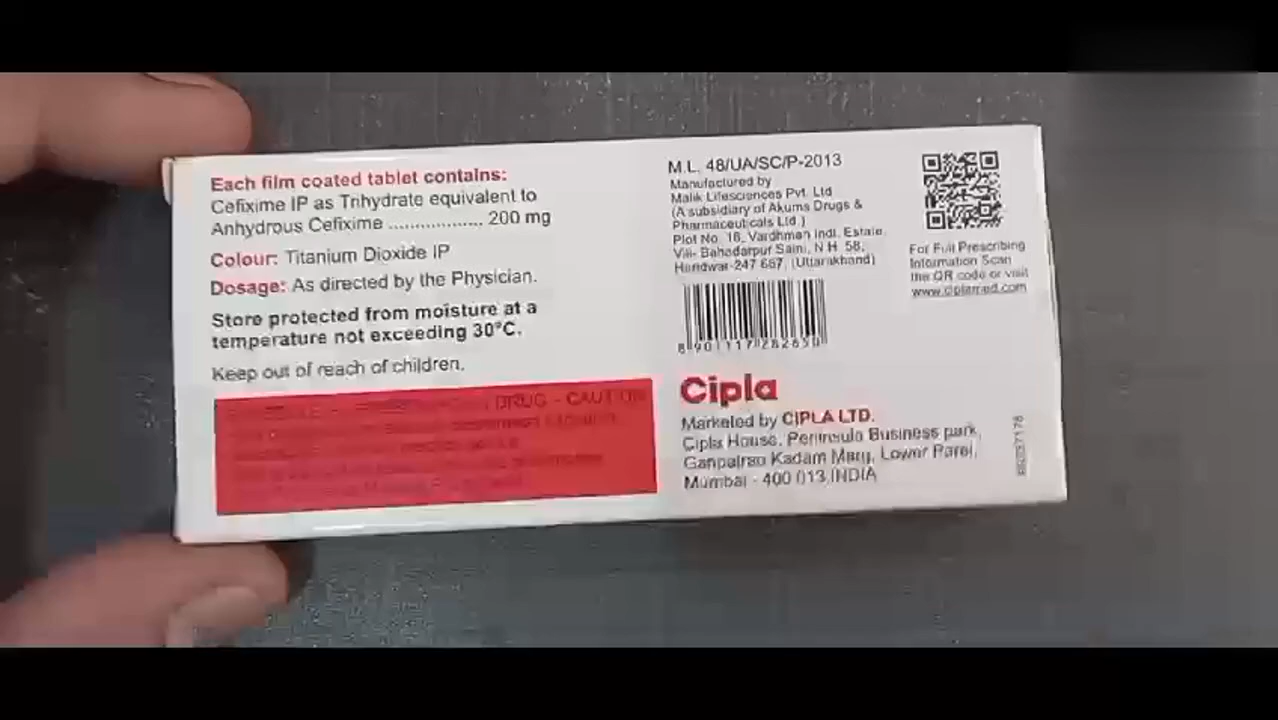 Each film coated tablet contains:
Cefixime IP as Trihydrate equivalent to
Anhydrous Cefixime .................. 200 mg
Colour: Titanium Dioxide IP
Dosage: As directed by the Physician.
Store protected from moisture at a
temperature not exceeding 30°C.
Keep out of reach of children.
DRUG - CAUTION
M.L. 48/UA/SC/P-2013
Manufactured by
Malik Lifesciences Pvt. Ltd
(A subsidiary of Akums Drugs &
Pharmaceuticals Ltd.)
Plot No. 16, Vardhman Indl. Estate,
Vill- Bahadarpur Saini, N.H. 58,
Haridwar-247 667, (Uttarakhand)
Cipla
Marketed by CIPLA LTD.
Cipla House, Peninsula Business park,
Ganpatrao Kadam Marg, Lower Parel,
Mumbai - 400 013 INDIA
For Full Prescribing
Information Scan
the QR code or visit
www.ciplamed.com